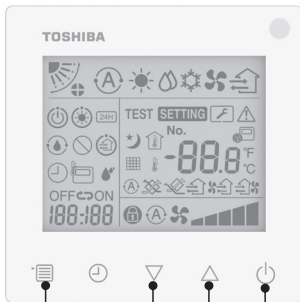 TOSHIBA
A
24H
TEST SETTING
No.
-88.8 °F °C
A
OFF ON
188:188
A